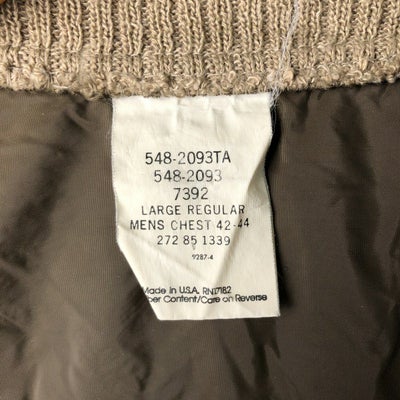 548-2093TA
548-2093
7392
LARGE REGULAR
MENS CHEST 42-44
272 85 1339
9287-4
Made in U.S.A. RN17182
Content/Care on Reverse